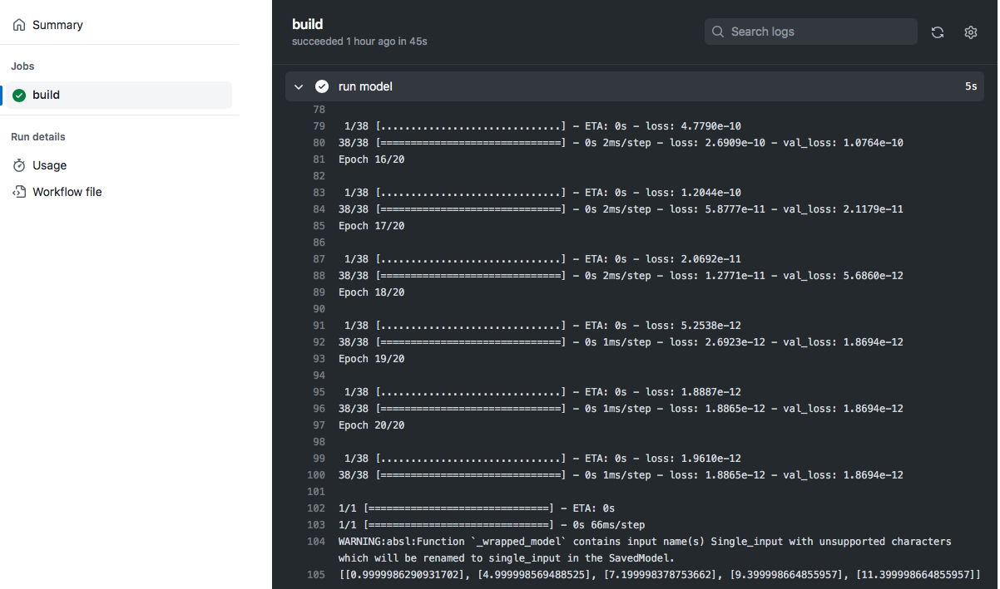 Summary
Jobs
build
Run details
Usage
Workflow file
build
succeeded 1 hour ago in 45s
Search logs
run model 5s
78
79 1/38 [..............................] - ETA: 0s - loss: 4.7790e-10
80 38/38 [==============================] - 0s 2ms/step - loss: 2.6909e-10 - val_loss: 1.0764e-10
81 Epoch 16/20
82
83 1/38 [..............................] - ETA: 0s - loss: 1.2044e-10
84 38/38 [==============================] - 0s 2ms/step - loss: 5.8777e-11 - val_loss: 2.1179e-11
85 Epoch 17/20
86
87 1/38 [..............................] - ETA: 0s - loss: 2.0692e-11
88 38/38 [==============================] - 0s 2ms/step - loss: 1.2771e-11 - val_loss: 5.6860e-12
89 Epoch 18/20
90
91 1/38 [..............................] - ETA: 0s - loss: 5.2538e-12
92 38/38 [==============================] - 0s 1ms/step - loss: 2.6923e-12 - val_loss: 1.8694e-12
93 Epoch 19/20
94
95 1/38 [..............................] - ETA: 0s - loss: 1.8887e-12
96 38/38 [==============================] - 0s 1ms/step - loss: 1.8865e-12 - val_loss: 1.8694e-12
97 Epoch 20/20
98
99 1/38 [..............................] - ETA: 0s - loss: 1.9610e-12
100 38/38 [==============================] - 0s 1ms/step - loss: 1.8865e-12 - val_loss: 1.8694e-12
101
102 1/1 [==============================] - ETA: 0s
103 1/1 [==============================] - 0s 66ms/step
104 WARNING:absl:Function `_wrapped_model` contains input name(s) Single_input with unsupported characters
which will be renamed to single_input in the SavedModel.
105 [[0.9999986290931702], [4.999998569488525], [7.199998378753662], [9.399998664855957], [11.399998664855957]]